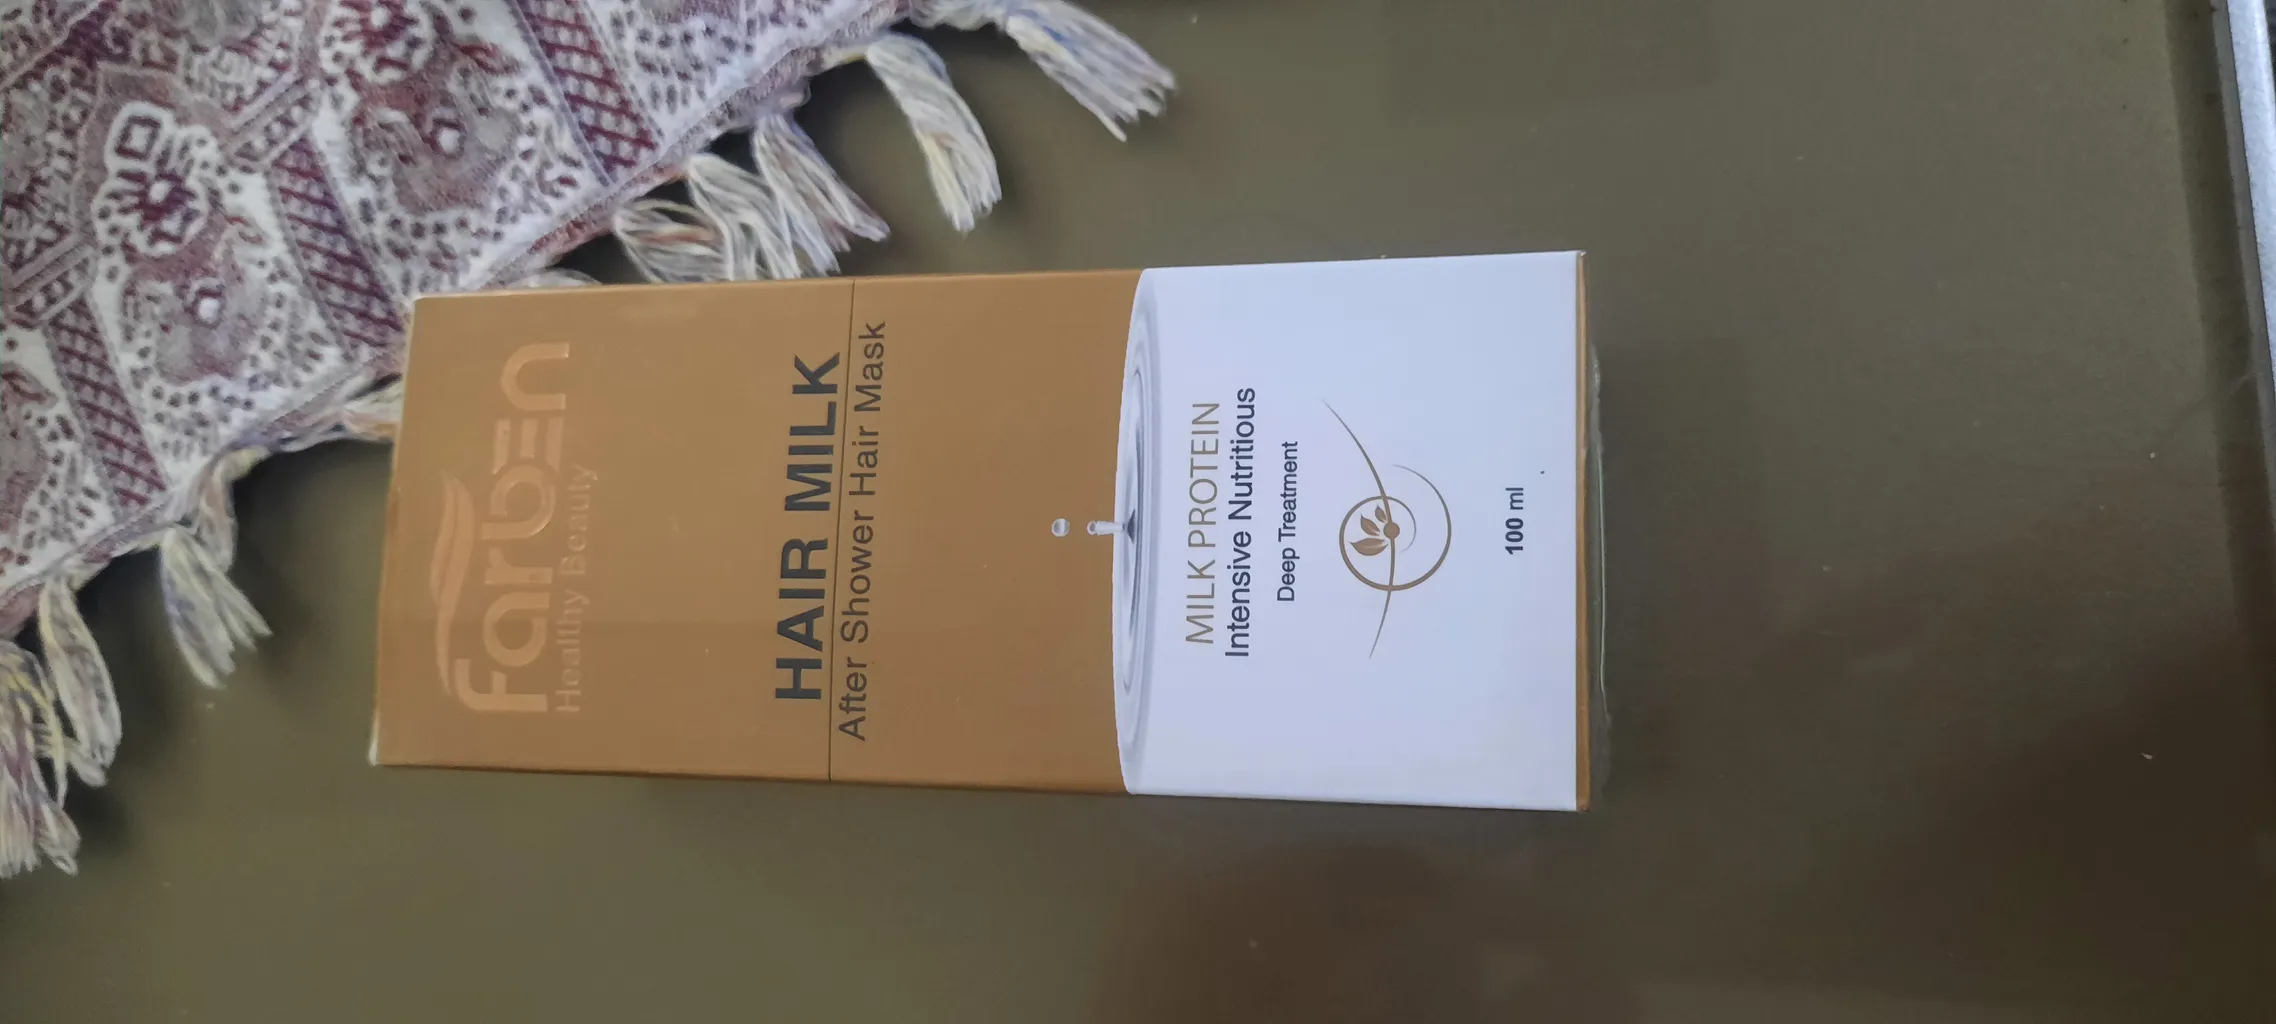 Farben
Healthy Beauty
HAIR MILK
After Shower Hair Mask
MILK PROTEIN
Intensive Nutritious
Deep Treatment
100 ml